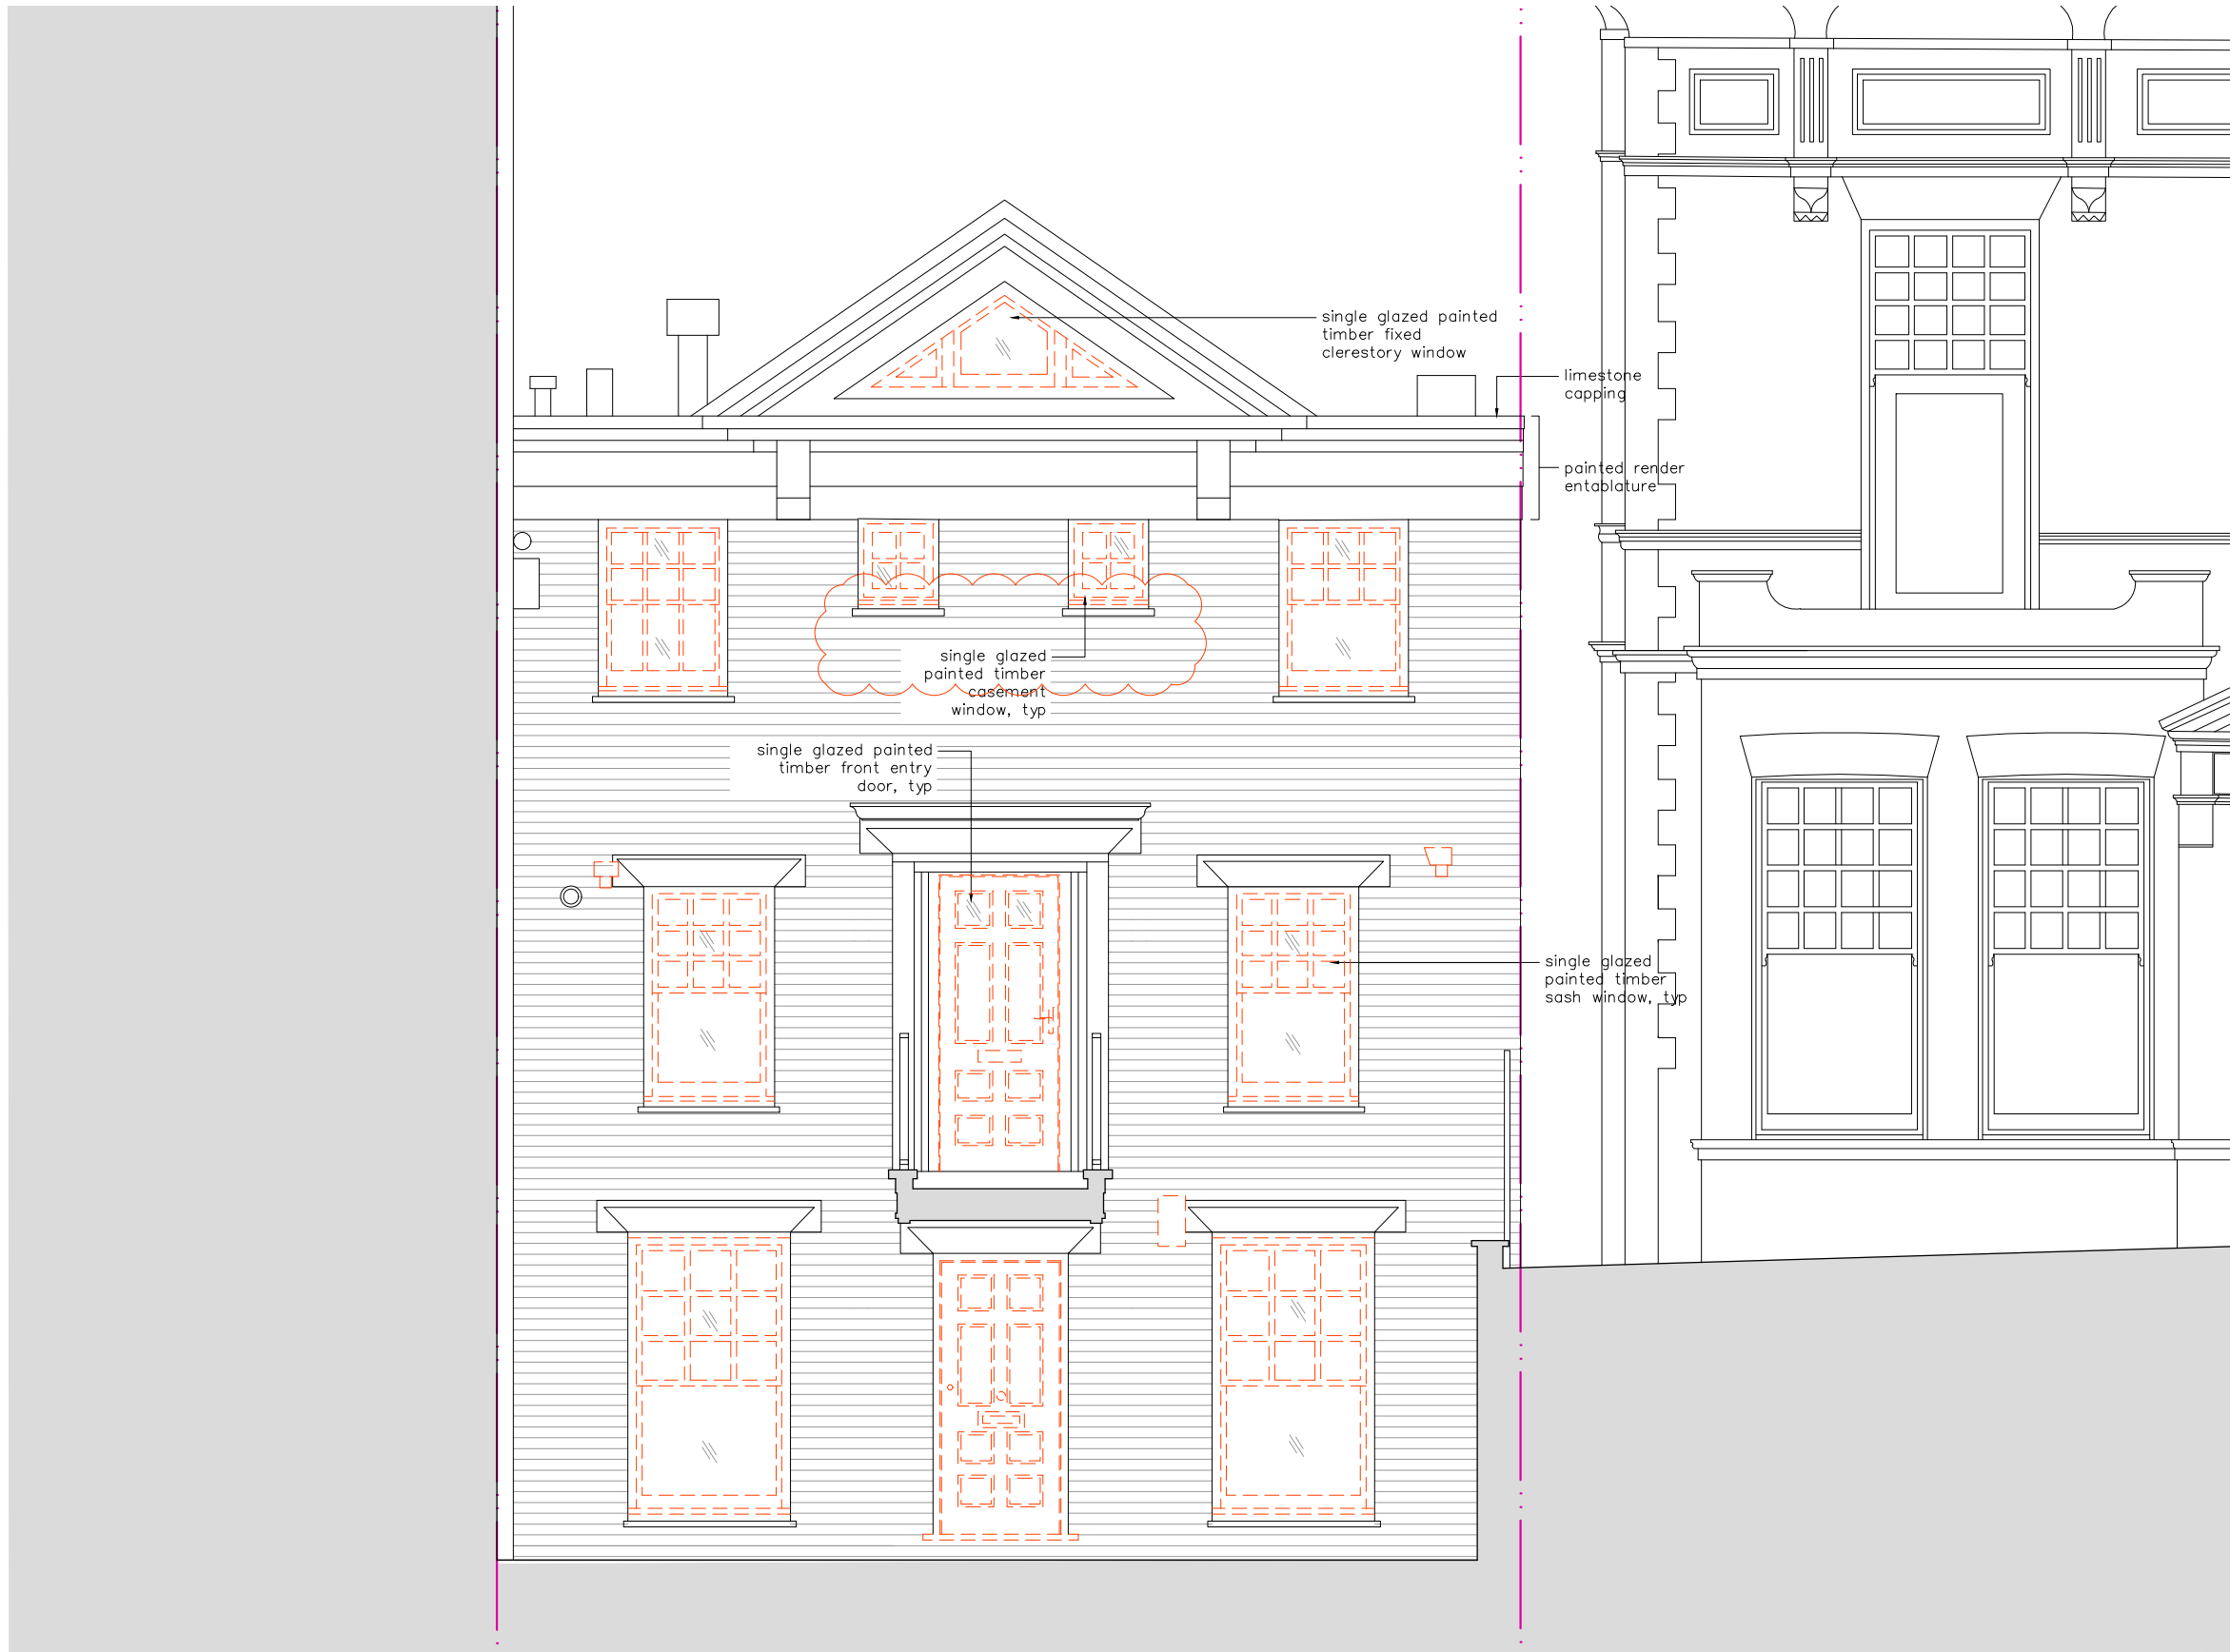 single glazed painted
timber fixed
clerestory window
limestone
capping
painted render
entablature
single glazed
painted timber
casement
window, typ
single glazed painted
timber front entry
door, typ
single glazed
painted timber
sash window, typ